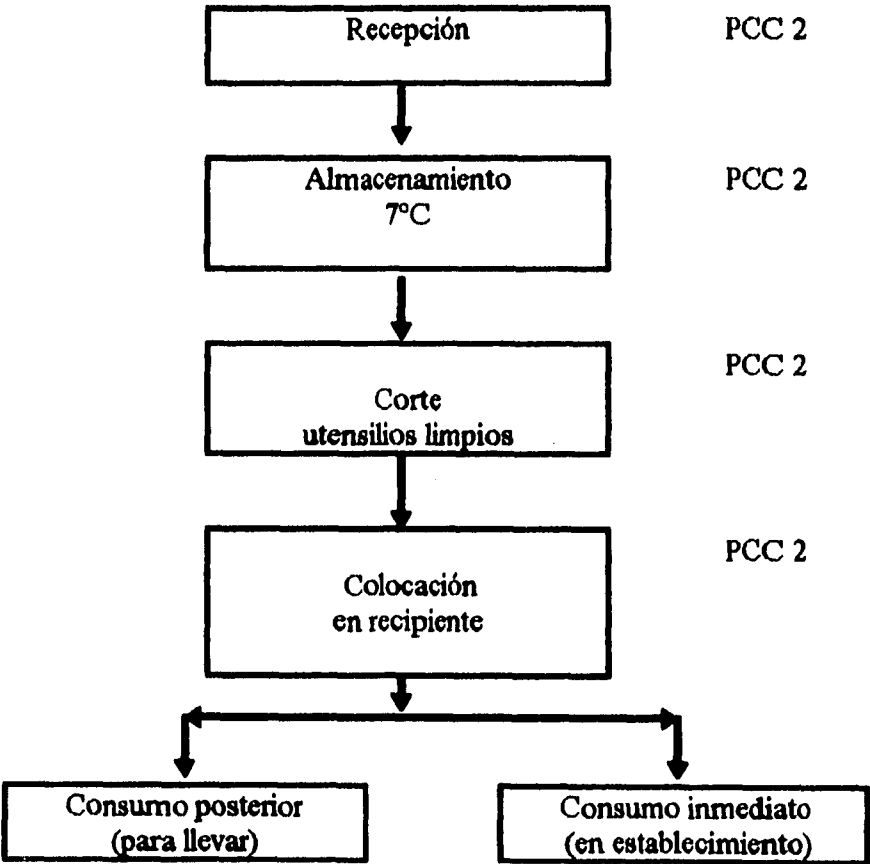 Recepción
PCC 2
Almacenamiento
7°C
PCC 2
Corte
utensilios limpios
PCC 2
Colocación
en recipiente
PCC 2
Consumo posterior
(para llevar)
Consumo inmediato
(en establecimiento)